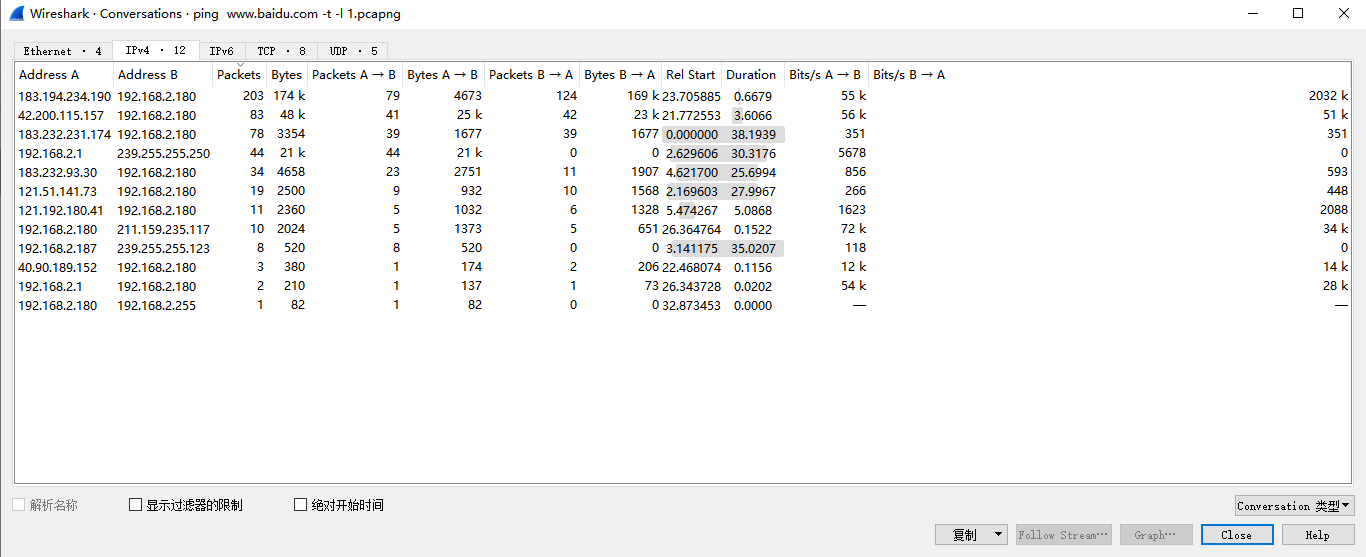 Wireshark · Conversations · ping www.baidu.com -t -l 1.pcapng
Ethernet · 4 IPv4 · 12 IPv6 TCP · 8 UDP · 5
Address A Address B Packets Bytes Packets A → B Bytes A → B Packets B → A Bytes B → A Rel Start Duration Bits/s A → B Bits/s B → A
183.194.234.190 192.168.2.180 203 174 k 79 4673 124 169 k 23.705885 0.6679 55 k 2032 k
42.200.115.157 192.168.2.180 83 48 k 41 25 k 42 23 k 21.772553 3.6066 56 k 51 k
183.232.231.174 192.168.2.180 78 3354 39 1677 39 1677 0.000000 38.1939 351 351
192.168.2.1 239.255.255.250 44 21 k 44 21 k 0 0 2.629606 30.3176 5678 0
183.232.93.30 192.168.2.180 34 4658 23 2751 11 1907 4.621700 25.6994 856 593
121.51.141.73 192.168.2.180 19 2500 9 932 10 1568 2.169603 27.9967 266 448
121.192.180.41 192.168.2.180 11 2360 5 1032 6 1328 5.474267 5.0868 1623 2088
192.168.2.180 211.159.235.117 10 2024 5 1373 5 651 26.364764 0.1522 72 k 34 k
192.168.2.187 239.255.255.123 8 520 8 520 0 0 3.141175 35.0207 118 0
40.90.189.152 192.168.2.180 3 380 1 174 2 206 22.468074 0.1156 12 k 14 k
192.168.2.1 192.168.2.180 2 210 1 137 1 73 26.343728 0.0202 54 k 28 k
192.168.2.180 192.168.2.255 1 82 1 82 0 0 32.873453 0.0000 — —
解析名称 显示过滤器的限制 绝对开始时间 Conversation 类型
复制 Follow Stream… Graph… Close Help